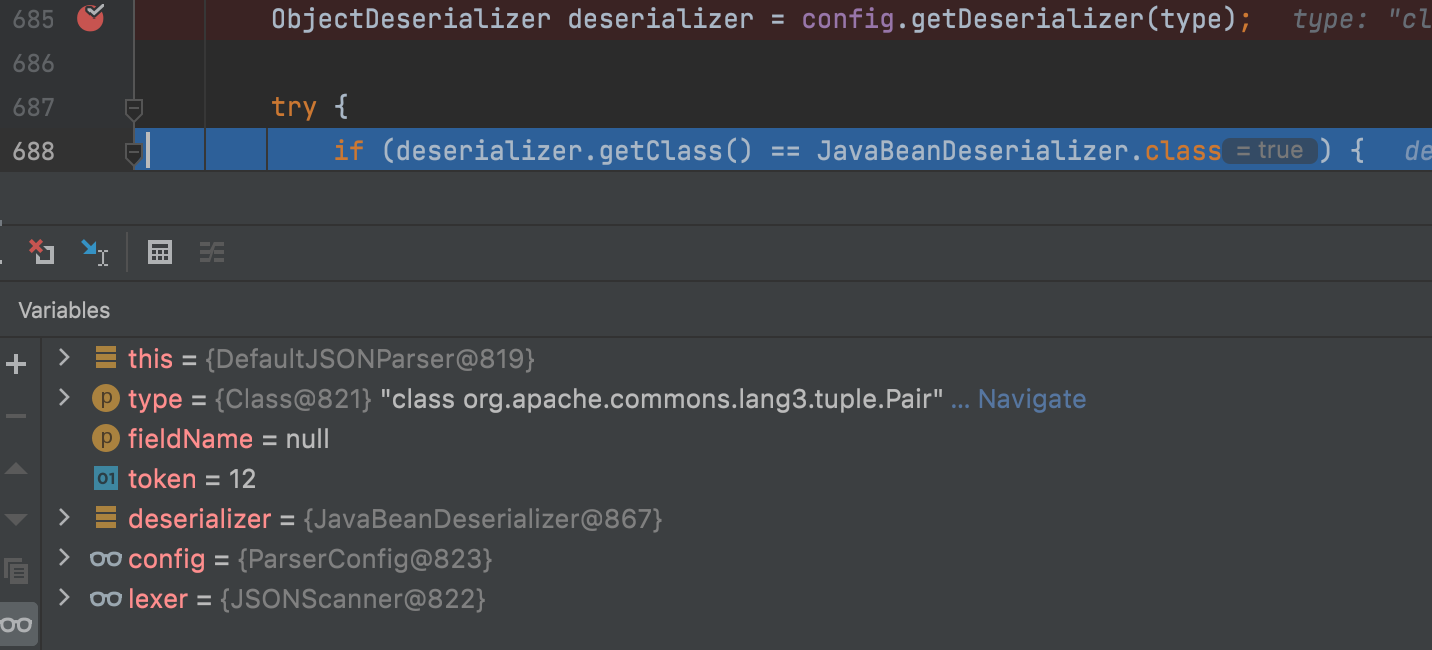 685 ObjectDeserializer deserializer = config.getDeserializer(type); type: "cl
686
687 try {
688 if (deserializer.getClass() == JavaBeanDeserializer.class = true ) { de
Variables
this = {DefaultJSONParser@819}
p type = {Class@821} "class org.apache.commons.lang3.tuple.Pair" ... Navigate
p fieldName = null
01 token = 12
deserializer = {JavaBeanDeserializer@867}
config = {ParserConfig@823}
lexer = {JSONScanner@822}